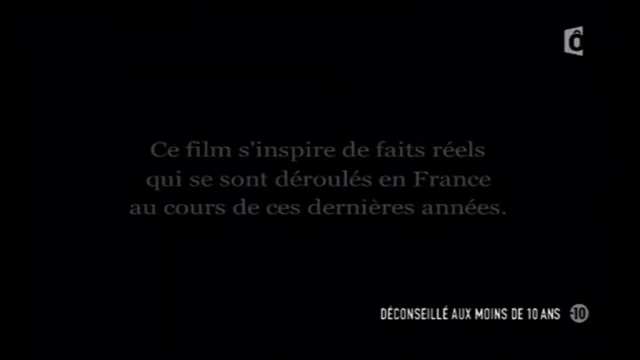 ô
Ce film s'inspire de faits réels
qui se sont déroulés en France
au cours de ces dernières années.
DÉCONSEILLÉ AUX MOINS DE 10 ANS -10